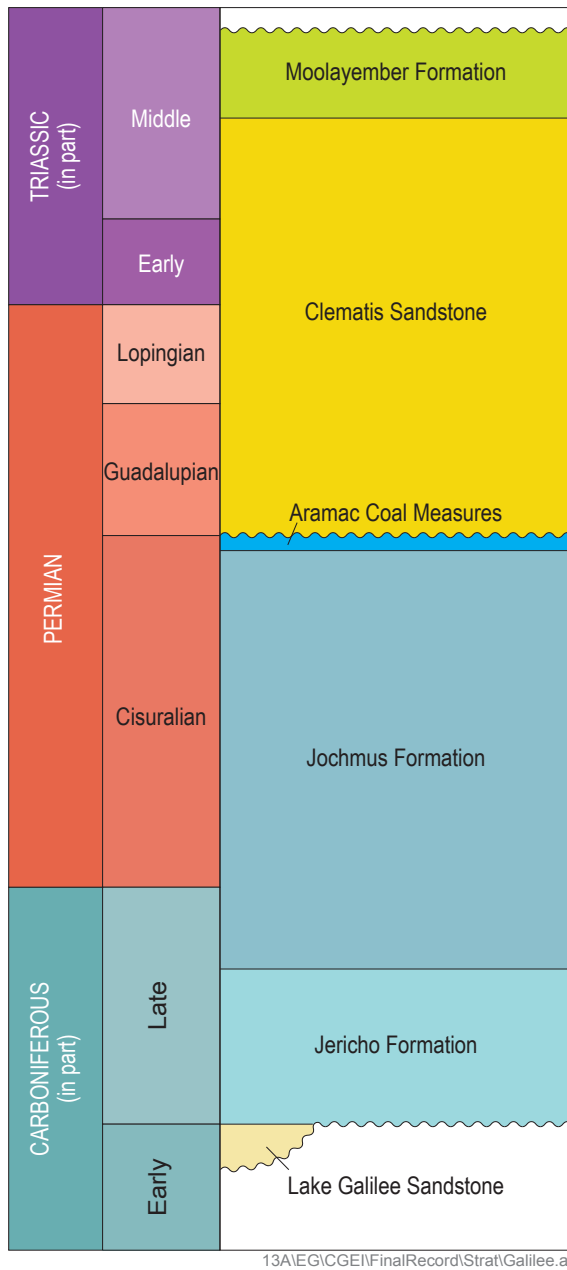 TRIASSIC
(in part)
Middle
Early
PERMIAN
Lopingian
Guadalupian
Cisuralian
CARBONIFEROUS
(in part)
Late
Early
Moolayember Formation
Clematis Sandstone
Aramac Coal Measures
Jochmus Formation
Jericho Formation
Lake Galilee Sandstone
13A\EG\CGEI\FinalRecord\Strat\Galilee.a